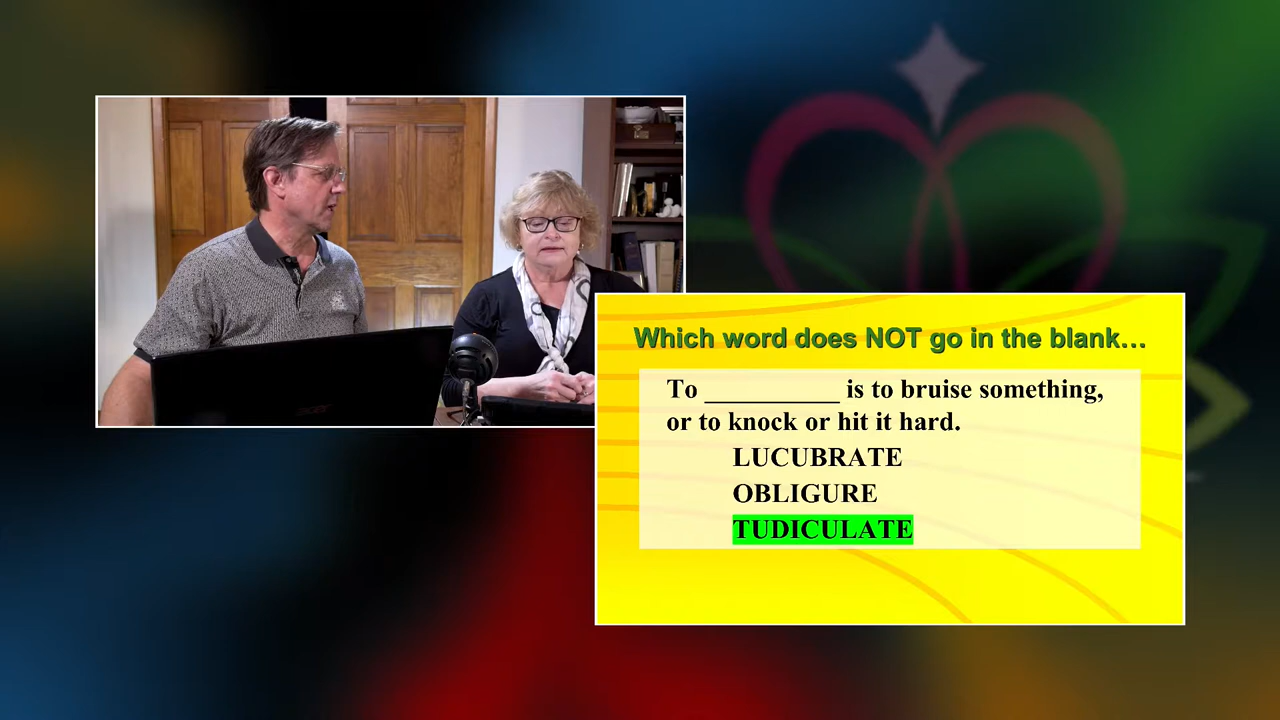 Which word does NOT go in the blank…
To __________ is to bruise something,
or to knock or hit it hard.
LUCUBRATE
OBLIGURE
TUDICULATE
acer